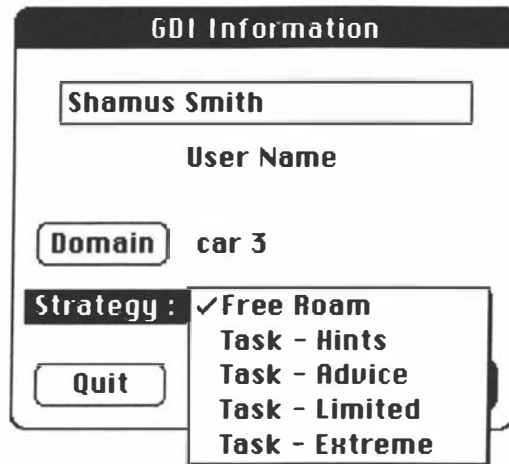 GDI Information
Shamus Smith
User Name
Domain car 3
Strategy : ✓Free Roam
Task - Hints
Quit Task - Advice
Task - Limited
Task - Extreme